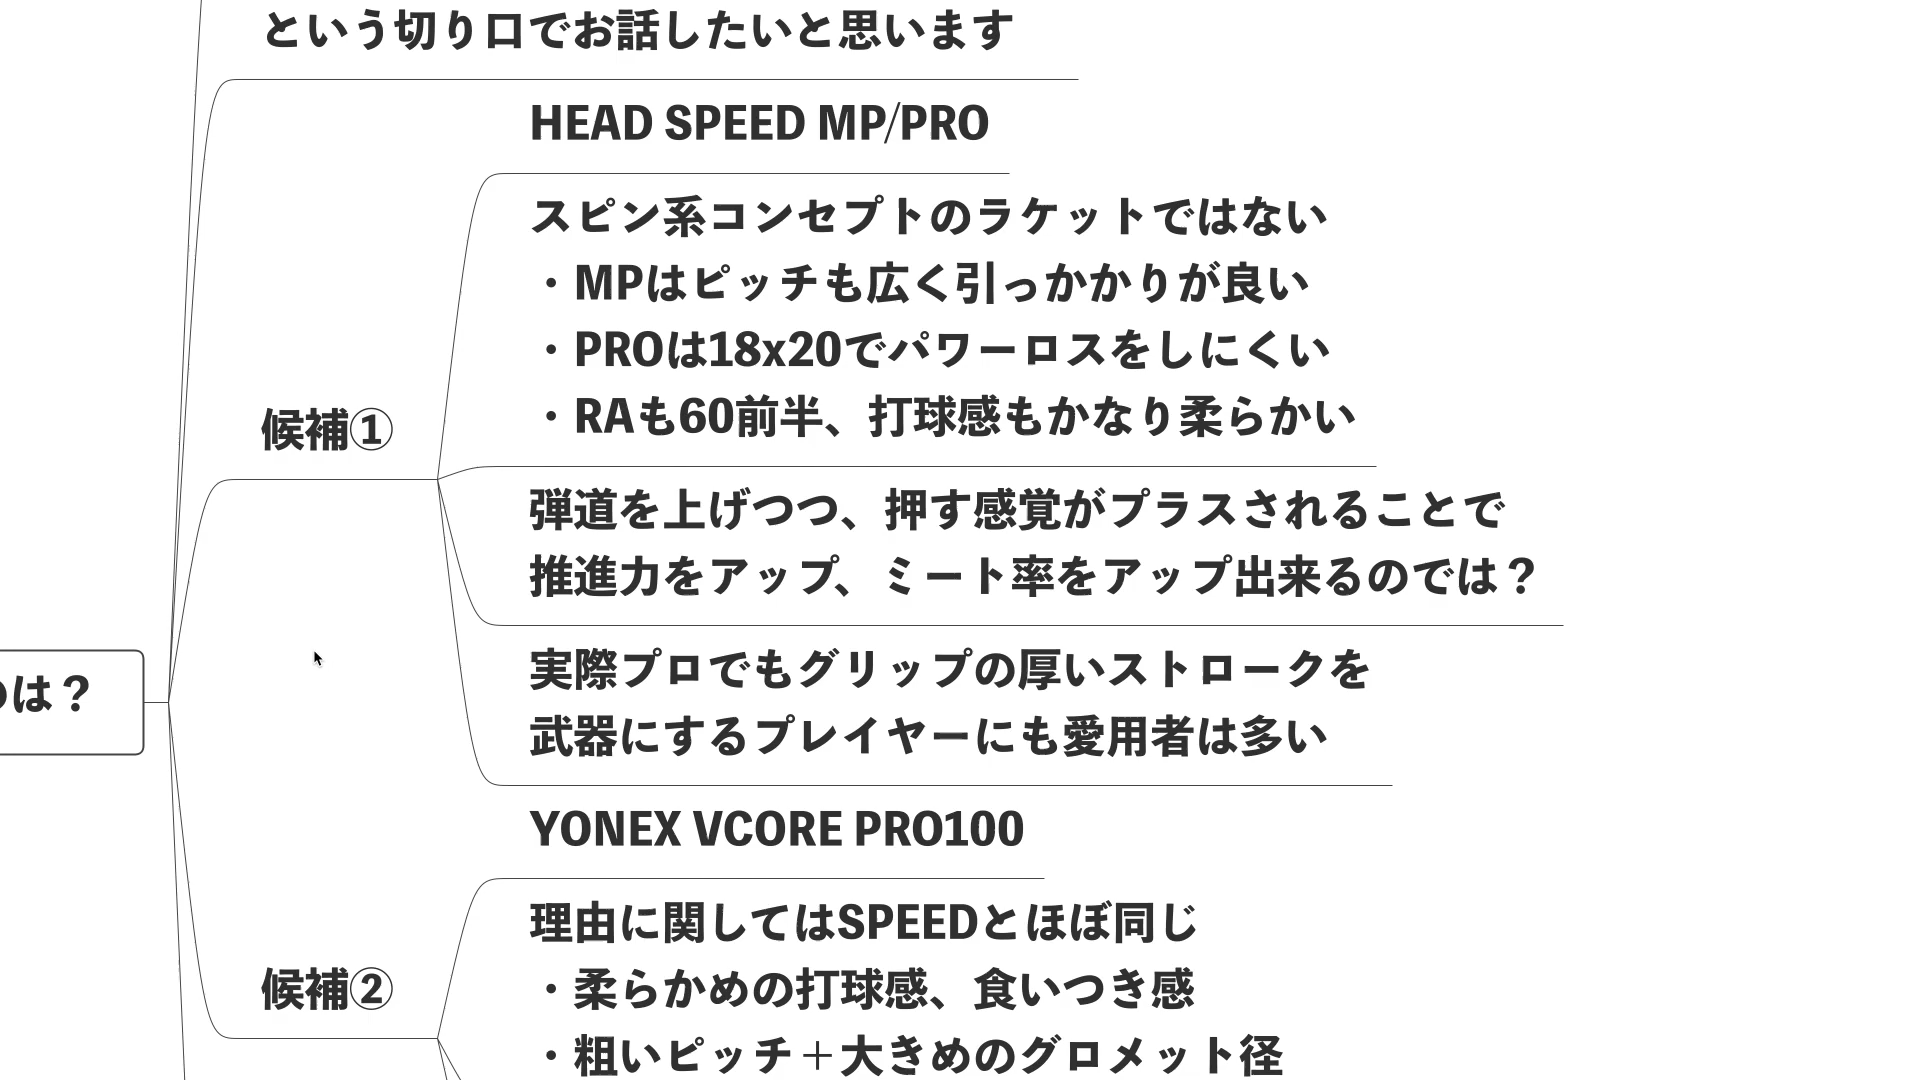 という切り口でお話したいと思います
HEAD SPEED MP/PRO
スピン系コンセプトのラケットではない
・MPはピッチも広く引っかかりが良い
・PROは18x20でパワーロスをしにくい
・RAも60前半、打球感もかなり柔らかい
候補①
弾道を上げつつ、押す感覚がプラスされることで
推進力をアップ、ミート率をアップ出来るのでは？
実際プロでもグリップの厚いストロークを
武器にするプレイヤーにも愛用者は多い
のは？
YONEX VCORE PRO100
理由に関してはSPEEDとほぼ同じ
・柔らかめの打球感、食いつき感
・粗いピッチ＋大きめのグロメット径
候補②